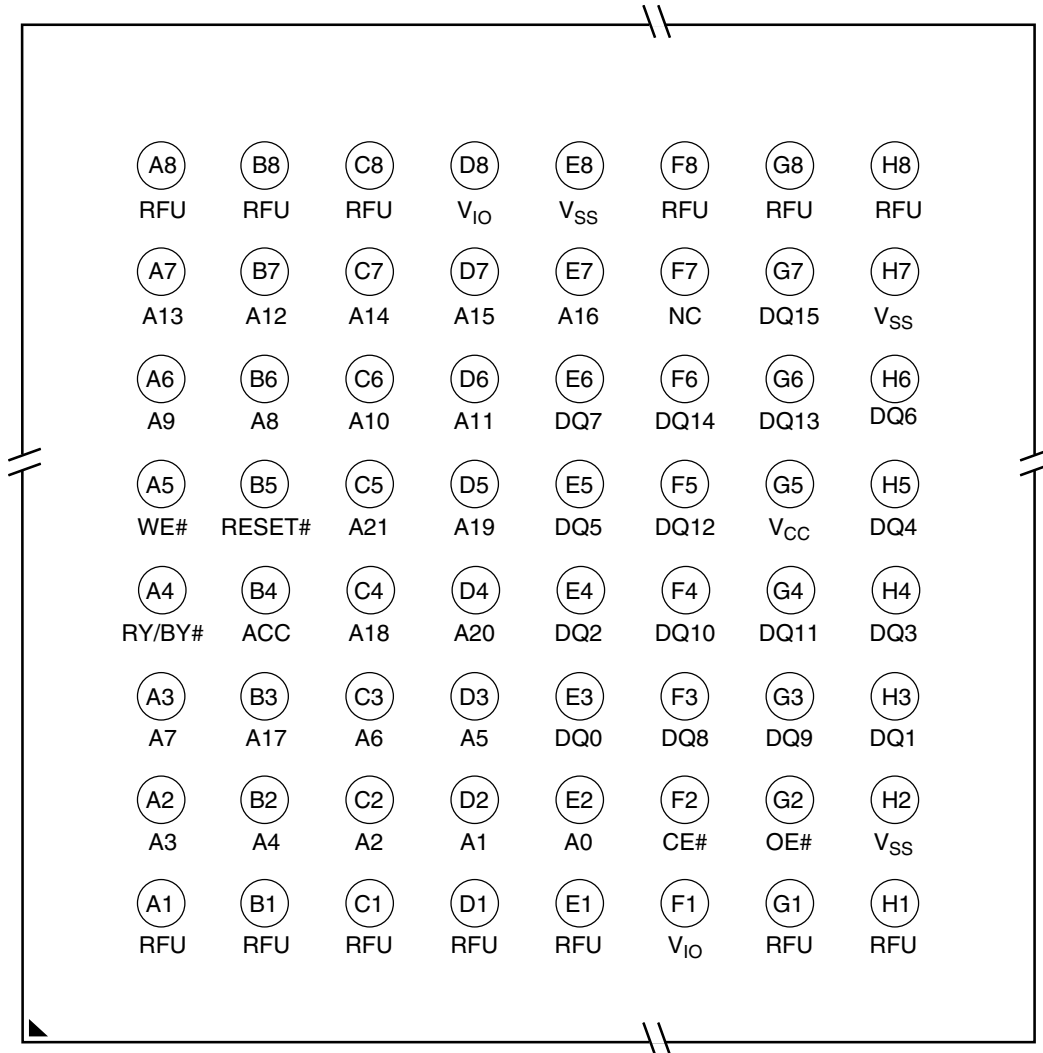 A8 B8 C8 D8 E8 F8 G8 H8
RFU RFU RFU VIO VSS RFU RFU RFU
A7 B7 C7 D7 E7 F7 G7 H7
A13 A12 A14 A15 A16 NC DQ15 VSS
A6 B6 C6 D6 E6 F6 G6 H6
A9 A8 A10 A11 DQ7 DQ14 DQ13 DQ6
A5 B5 C5 D5 E5 F5 G5 H5
WE# RESET# A21 A19 DQ5 DQ12 VCC DQ4
A4 B4 C4 D4 E4 F4 G4 H4
RY/BY# ACC A18 A20 DQ2 DQ10 DQ11 DQ3
A3 B3 C3 D3 E3 F3 G3 H3
A7 A17 A6 A5 DQ0 DQ8 DQ9 DQ1
A2 B2 C2 D2 E2 F2 G2 H2
A3 A4 A2 A1 A0 CE# OE# VSS
A1 B1 C1 D1 E1 F1 G1 H1
RFU RFU RFU RFU RFU VIO RFU RFU